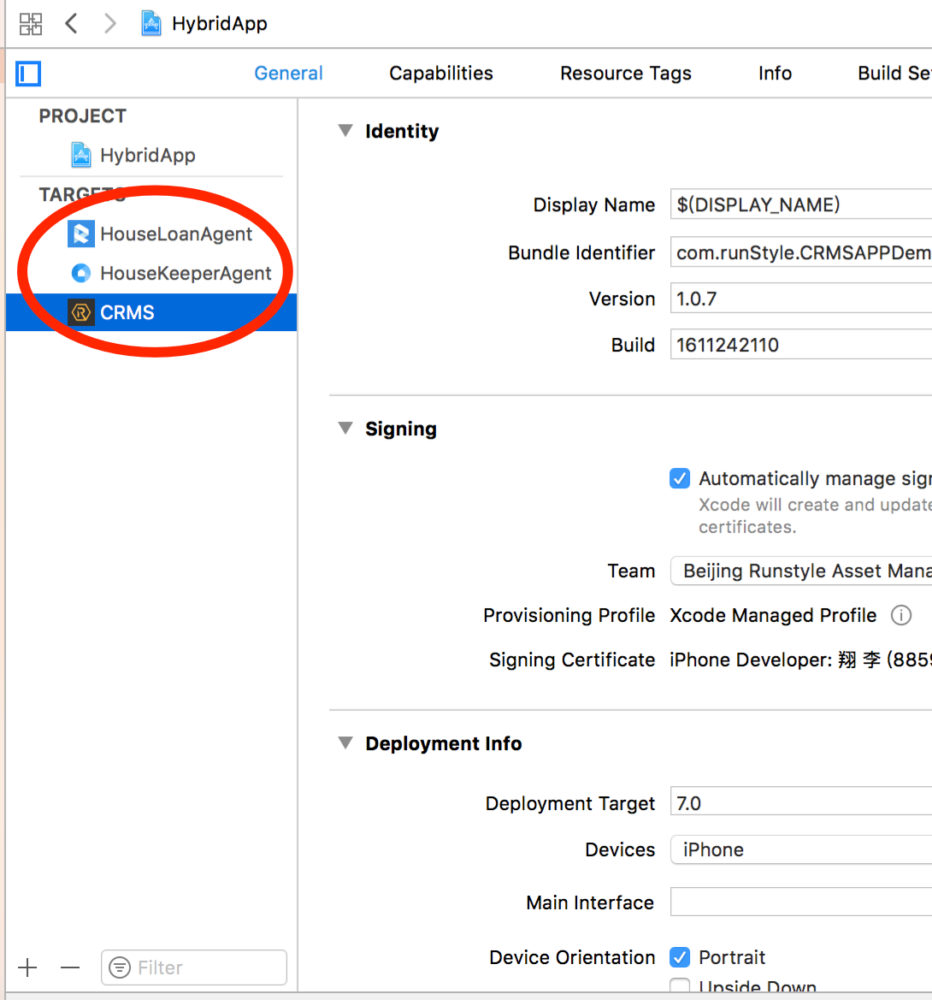 HybridApp
General Capabilities Resource Tags Info Build Se
PROJECT
HybridApp
TARGETS
HouseLoanAgent
HouseKeeperAgent
CRMS
Identity
Display Name $(DISPLAY_NAME)
Bundle Identifier com.runStyle.CRMSAPPDem
Version 1.0.7
Build 1611242110
Signing
Automatically manage sign
Xcode will create and update
certificates.
Team Beijing Runstyle Asset Mana
Provisioning Profile Xcode Managed Profile
Signing Certificate iPhone Developer: 翔 李 (8859
Deployment Info
Deployment Target 7.0
Devices iPhone
Main Interface
Device Orientation Portrait
Upside Down
Filter